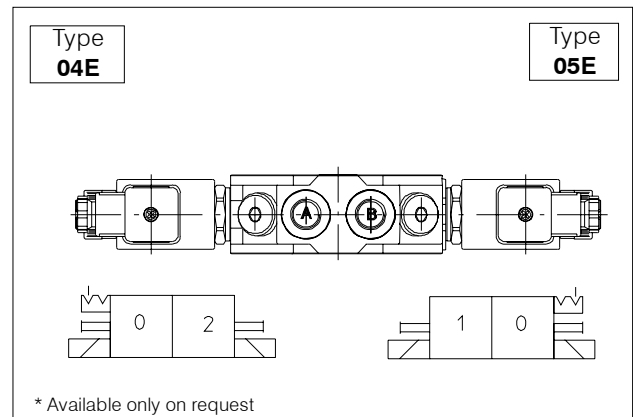 Type
04E
Type
05E
A
B
0 2
1 0
* Available only on request